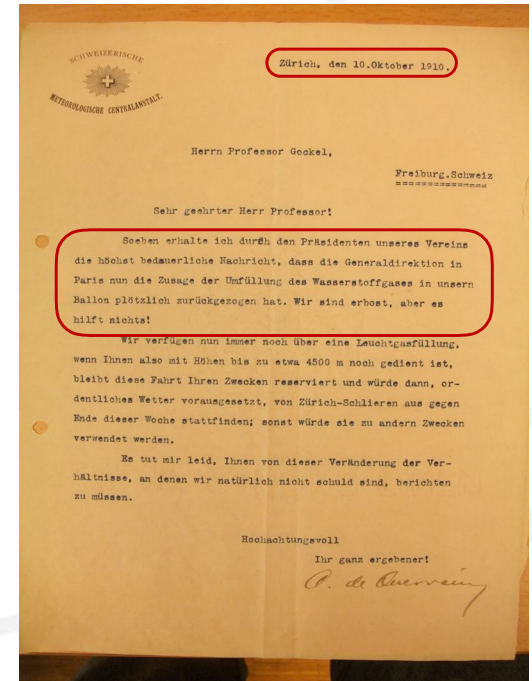 SCHWEIZERISCHE
METEOROLOGISCHE CENTRALANSTALT.
Zürich, den 10.Oktober 1910.
Herrn Professor Gockel,
Freiburg.Schweiz
Sehr geehrter Herr Professor!
Soeben erhalte ich durch den Präsidenten unseres Vereins
die höchst bedauerliche Nachricht, dass die Generaldirektion in
Paris nun die Zusage der Umfüllung des Wasserstoffgases in unsern
Ballon plötzlich zurückgezogen hat. Wir sind erbost, aber es
hilft nichts!
Wir verfügen nun immer noch über eine Leuchtgasfüllung,
wenn Ihnen also mit Höhen bis zu etwa 4500 m noch gedient ist,
bleibt diese Fahrt Ihren Zwecken reserviert und würde dann, or-
dentliches Wetter vorausgesetzt, von Zürich-Schlieren aus gegen
Ende dieser Woche stattfinden; sonst würde sie zu andern Zwecken
verwendet werden.
Es tut mir leid, Ihnen von dieser Veränderung der Ver-
hältnisse, an denen wir natürlich nicht schuld sind, berichten
zu müssen.
Hochachtungsvoll
Ihr ganz ergebener!
A. de Quervain